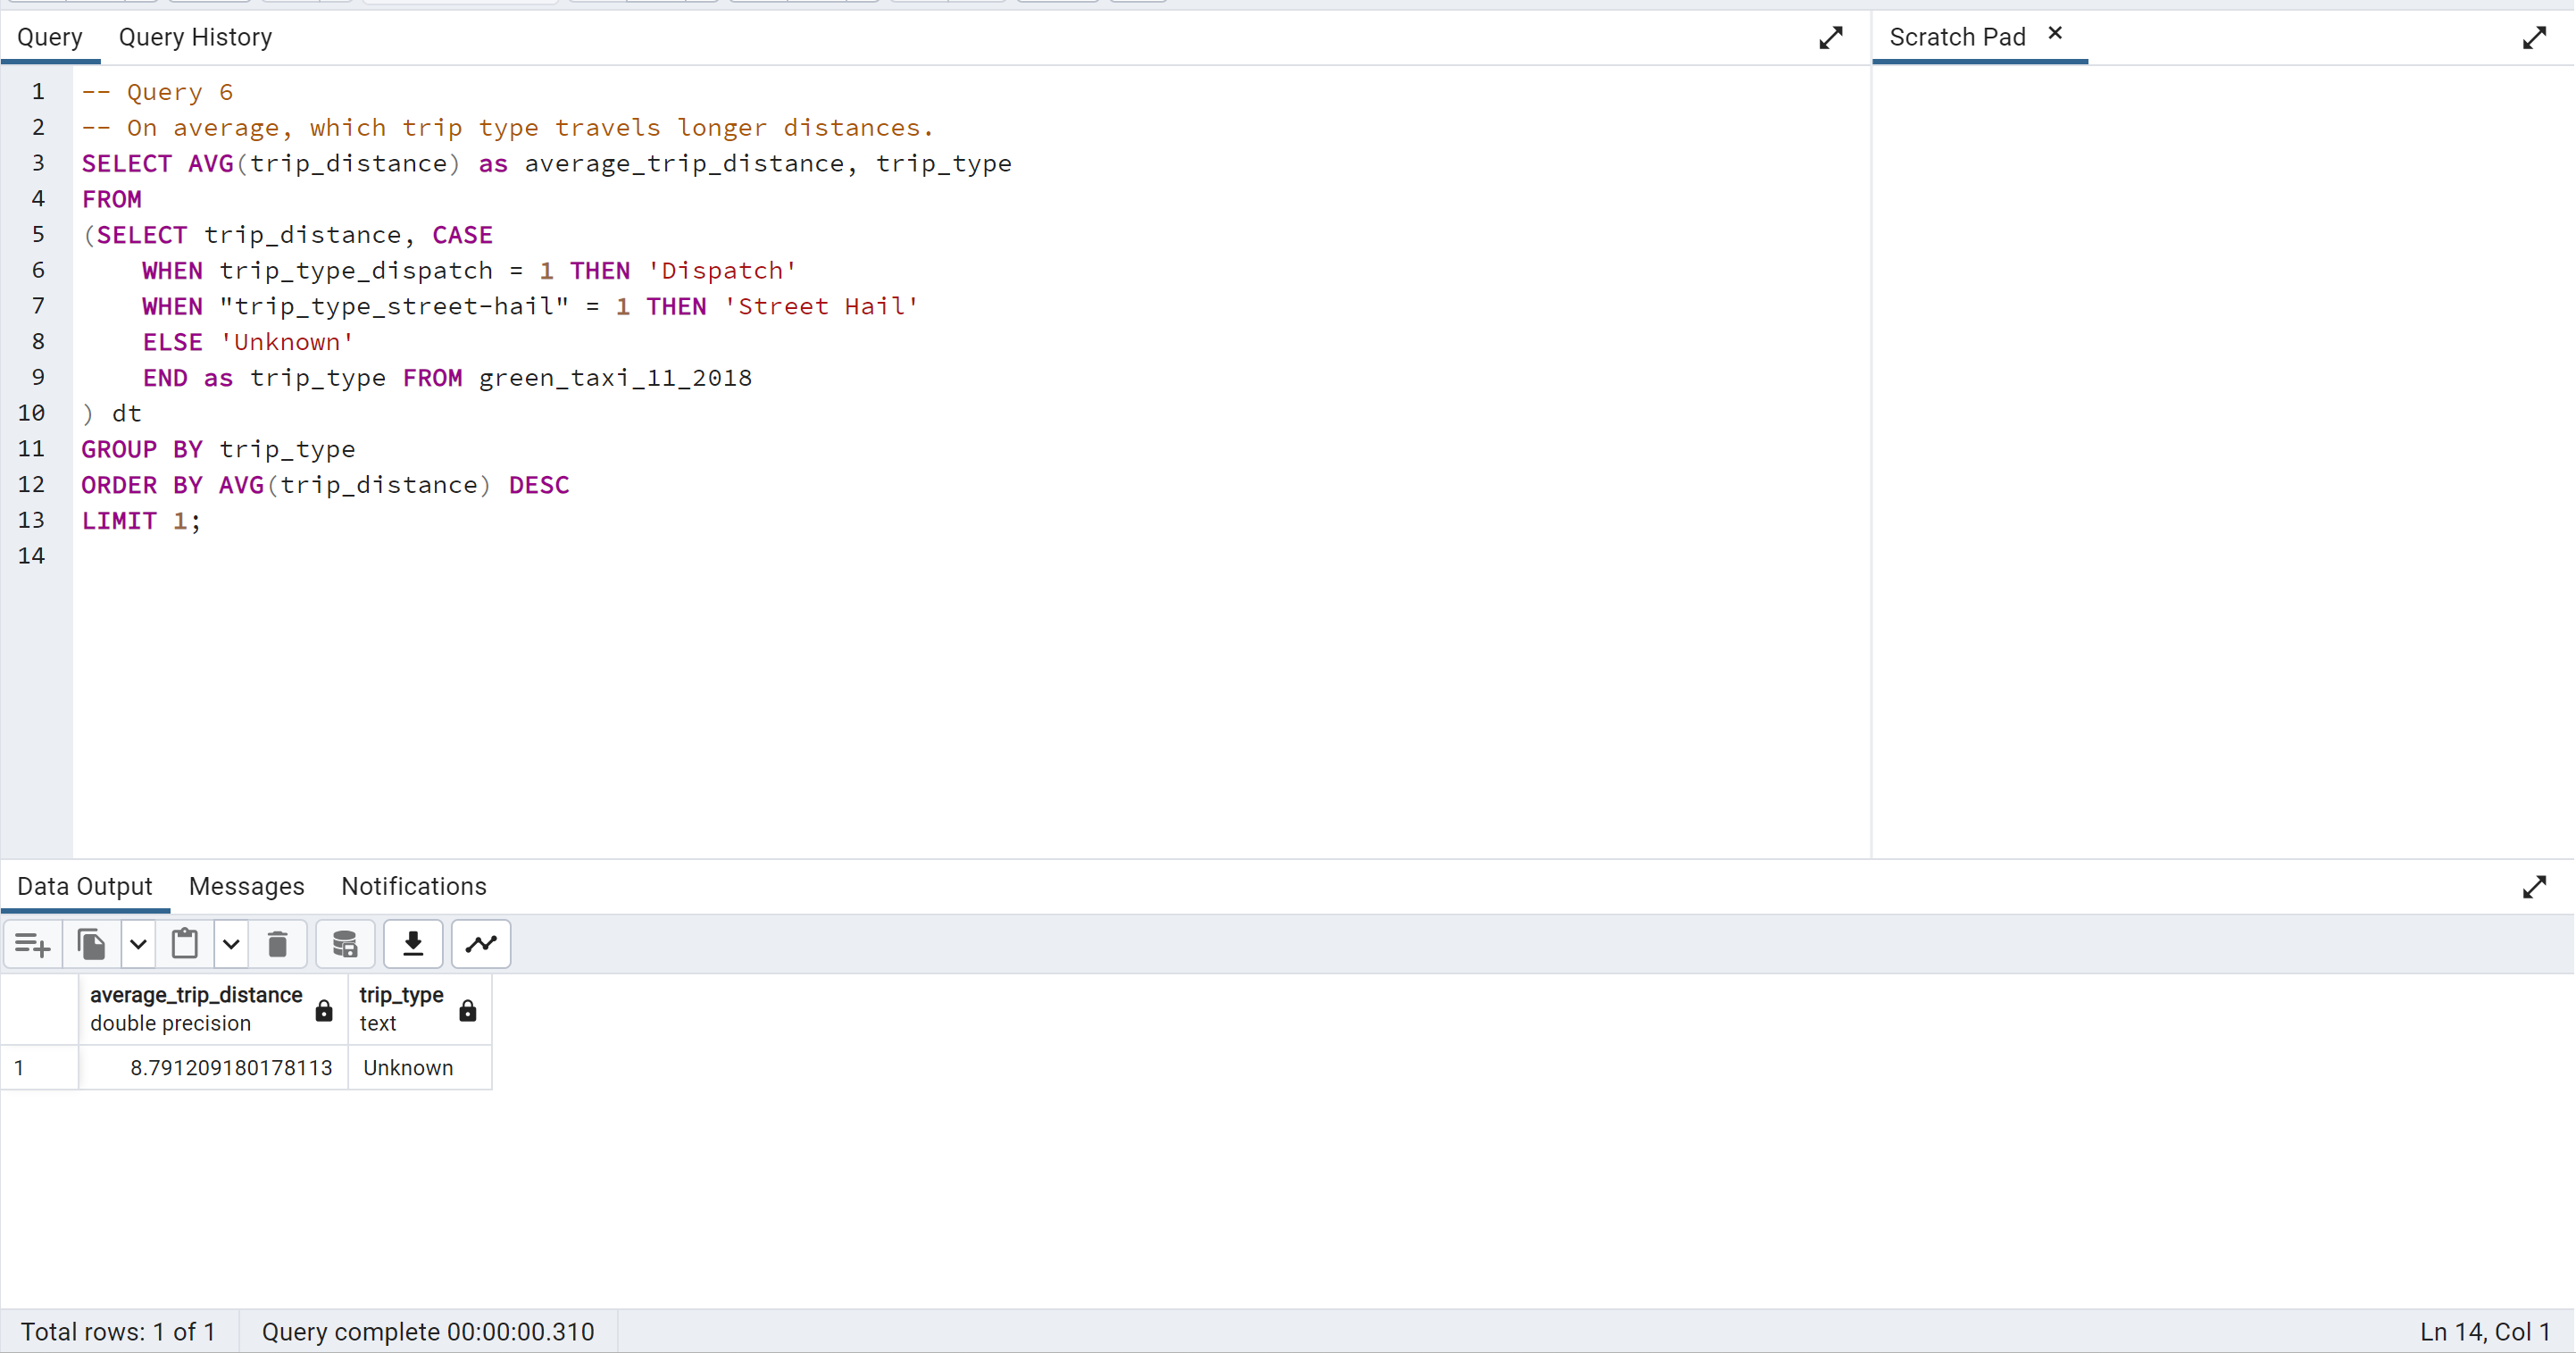 Query Query History
Scratch Pad ×
1 -- Query 6
2 -- On average, which trip type travels longer distances.
3 SELECT AVG(trip_distance) as average_trip_distance, trip_type
4 FROM
5 (SELECT trip_distance, CASE
6 WHEN trip_type_dispatch = 1 THEN 'Dispatch'
7 WHEN "trip_type_street-hail" = 1 THEN 'Street Hail'
8 ELSE 'Unknown'
9 END as trip_type FROM green_taxi_11_2018
10 ) dt
11 GROUP BY trip_type
12 ORDER BY AVG(trip_distance) DESC
13 LIMIT 1;
14
Data Output Messages Notifications
average_trip_distance trip_type
double precision text
1 8.791209180178113 Unknown
Total rows: 1 of 1 Query complete 00:00:00.310 Ln 14, Col 1